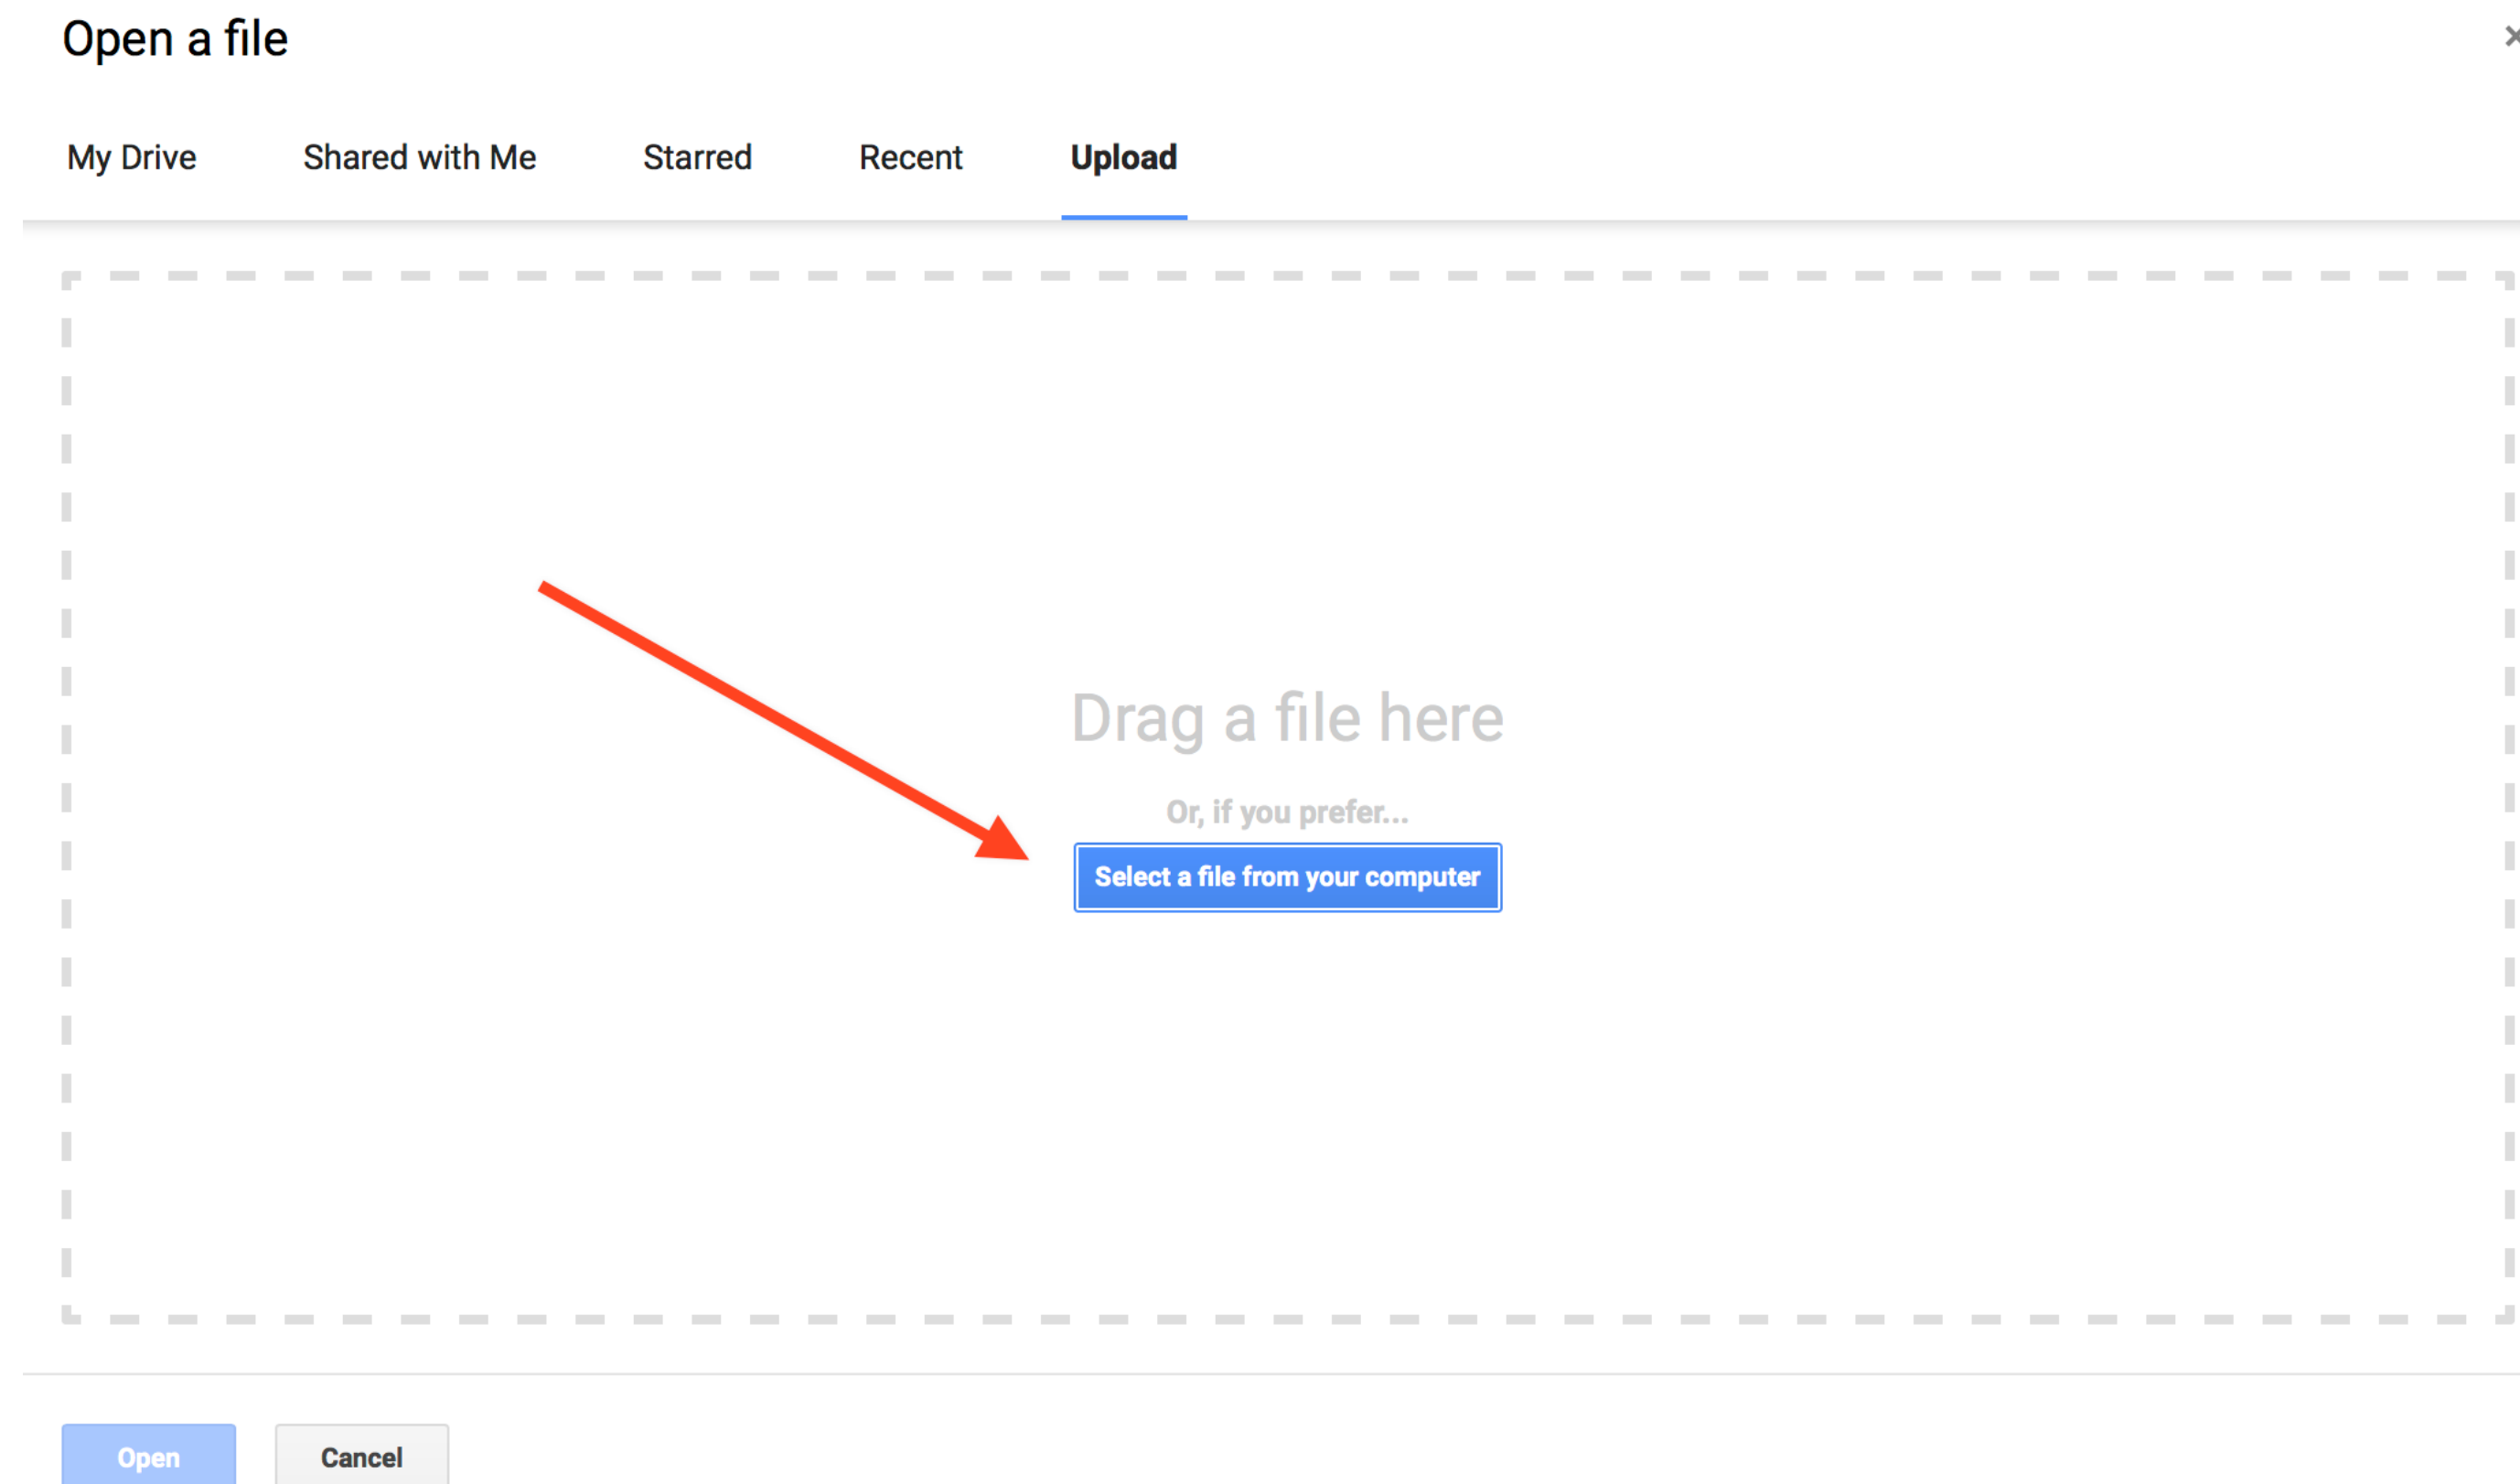 Open a file
My Drive Shared with Me Starred Recent Upload
Drag a file here
Or, if you prefer...
Select a file from your computer
Open Cancel